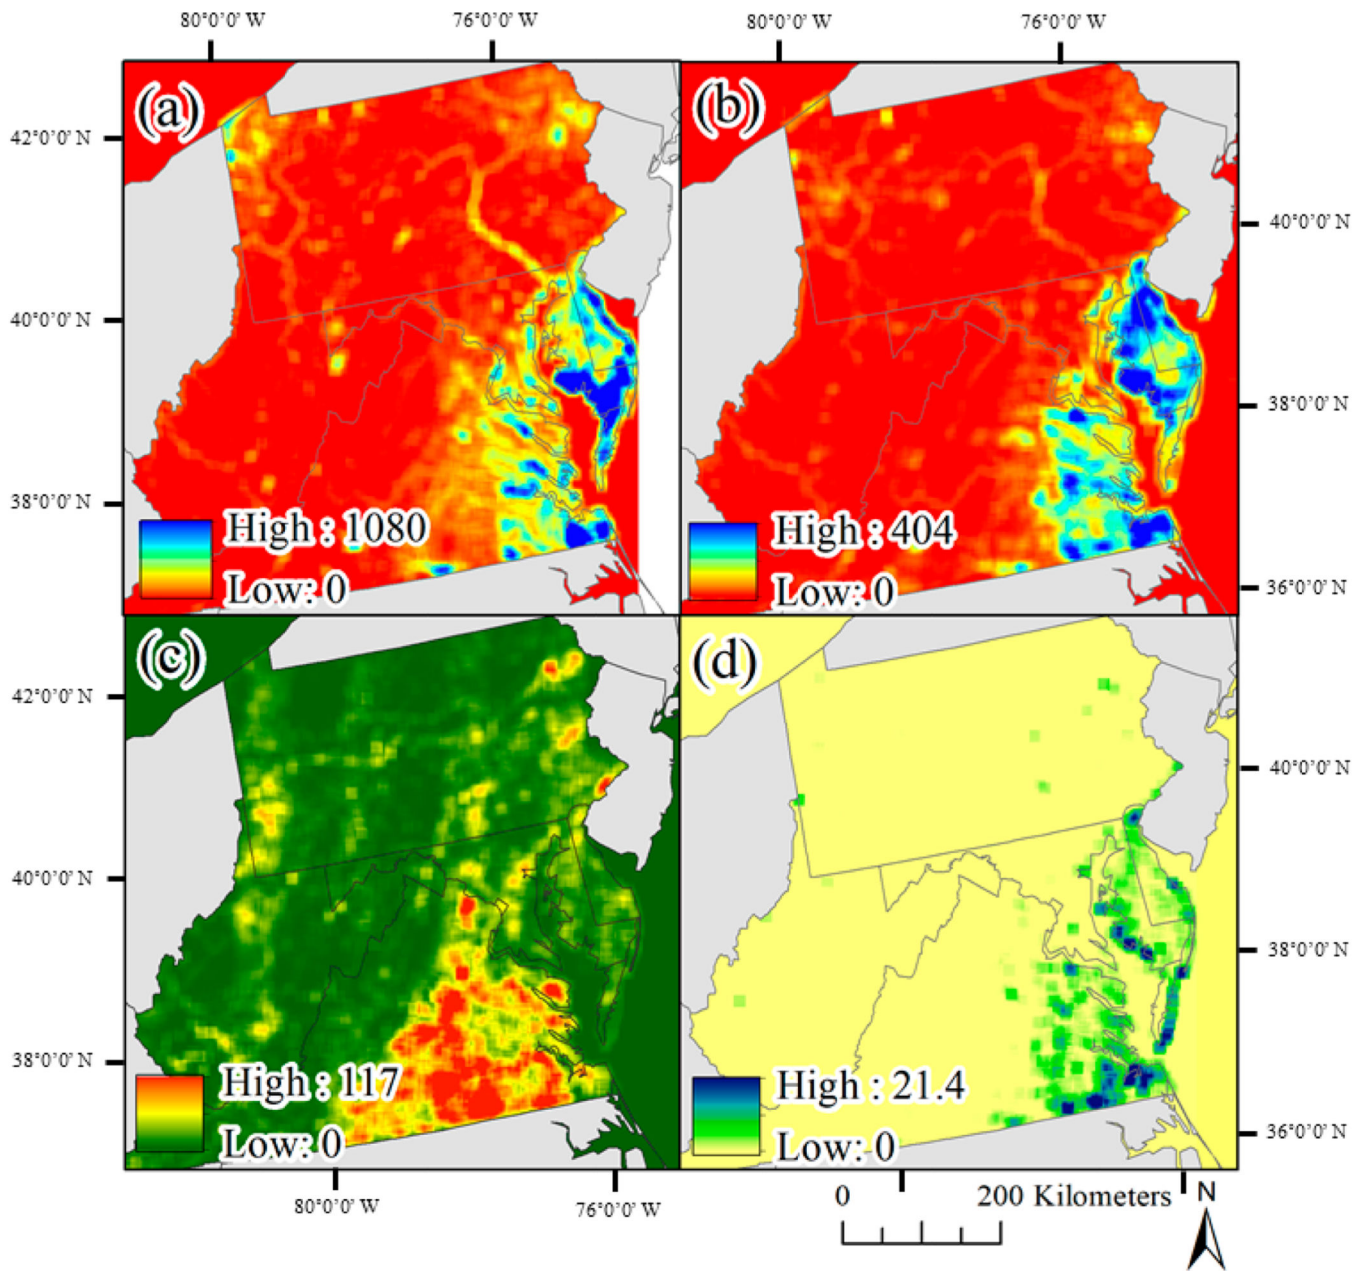 80°0'0" W 76°0'0" W 80°0'0" W 76°0'0" W
(a) (b)
42°0'0" N
40°0'0" N
40°0'0" N
38°0'0" N
38°0'0" N
High : 1080 High : 404
Low: 0 Low: 0
36°0'0" N
(c) (d)
42°0'0" N
40°0'0" N
40°0'0" N
38°0'0" N
38°0'0" N
High : 117 High : 21.4
Low: 0 Low: 0
36°0'0" N
80°0'0" W 76°0'0" W 0 200 Kilometers N